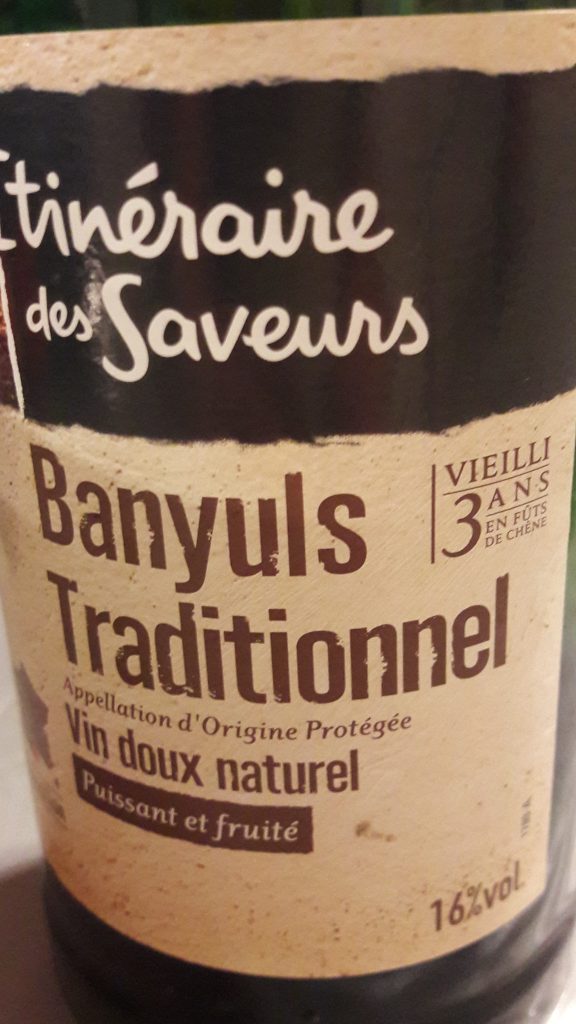 Itinéraire
des Saveurs
Banyuls
Traditionnel
VIEILLI
3 ANS
EN FÛTS
DE CHÊNE
Appellation d'Origine Protégée
Vin doux naturel
Puissant et fruité
16%vol.